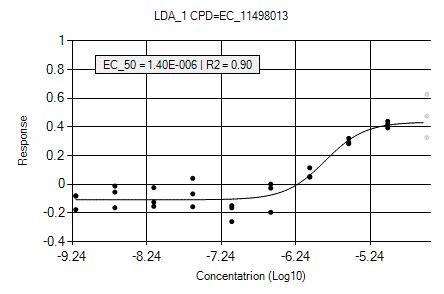 LDA_1 CPD=EC_11498013
1
0.8
EC_50 = 1.40E-006 | R2 = 0.90
0.6
0.4
0.2
0
-0.2
-0.4
Response
-9.24 -8.24 -7.24 -6.24 -5.24
Concentatrion (Log10)